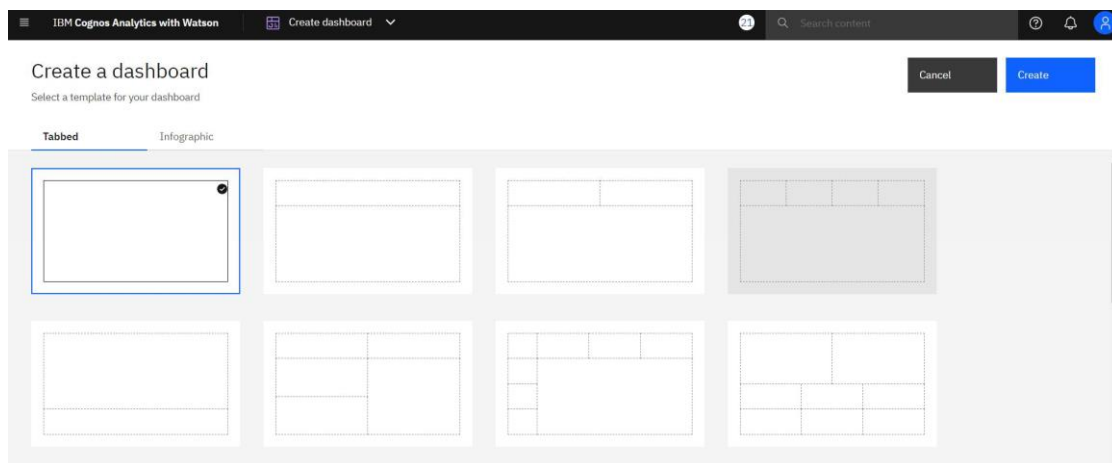 IBM Cognos Analytics with Watson
Create dashboard
21
Search content
Create a dashboard
Select a template for your dashboard
Cancel
Create
Tabbed
Infographic